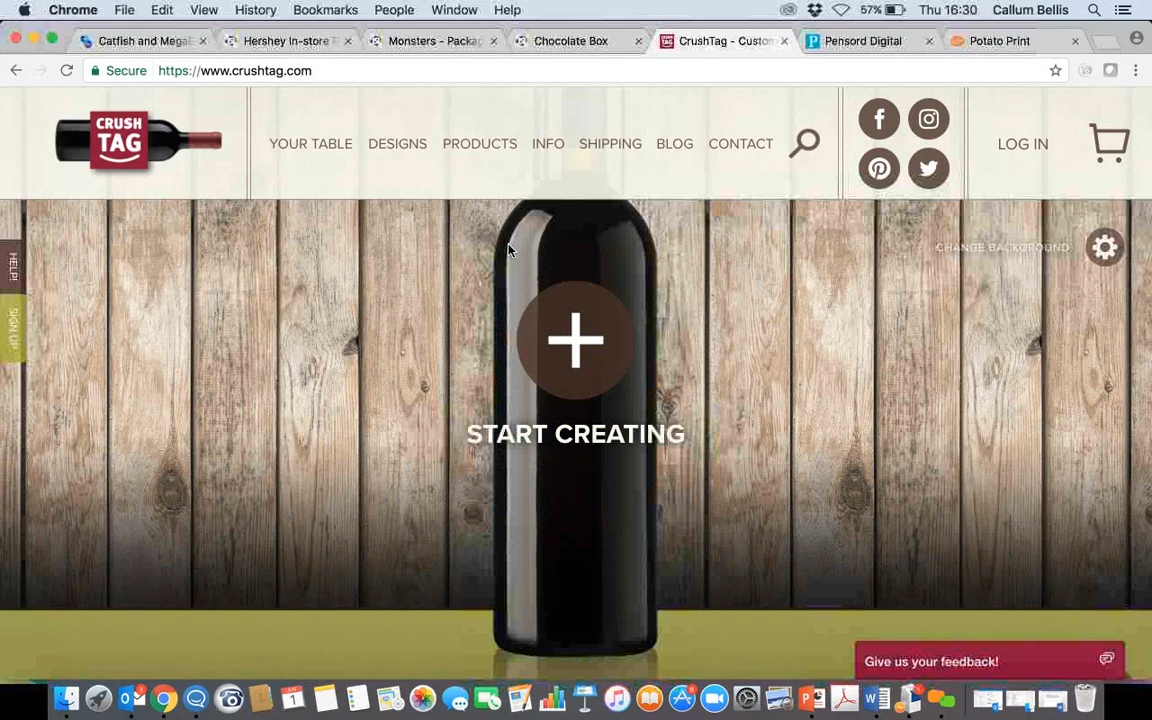 Chrome File Edit View History Bookmarks People Window Help 57% Thu 16:30 Callum Bellis
Catfish and Mega Hershey In-store Monsters - Packa Chocolate Box CrushTag - Custom Pensord Digital Potato Print
Secure https://www.crushtag.com
CRUSH
TAG
YOUR TABLE DESIGNS PRODUCTS INFO SHIPPING BLOG CONTACT LOG IN
CHANGE BACKGROUND
HELP!
SIGN UP
START CREATING
Give us your feedback!